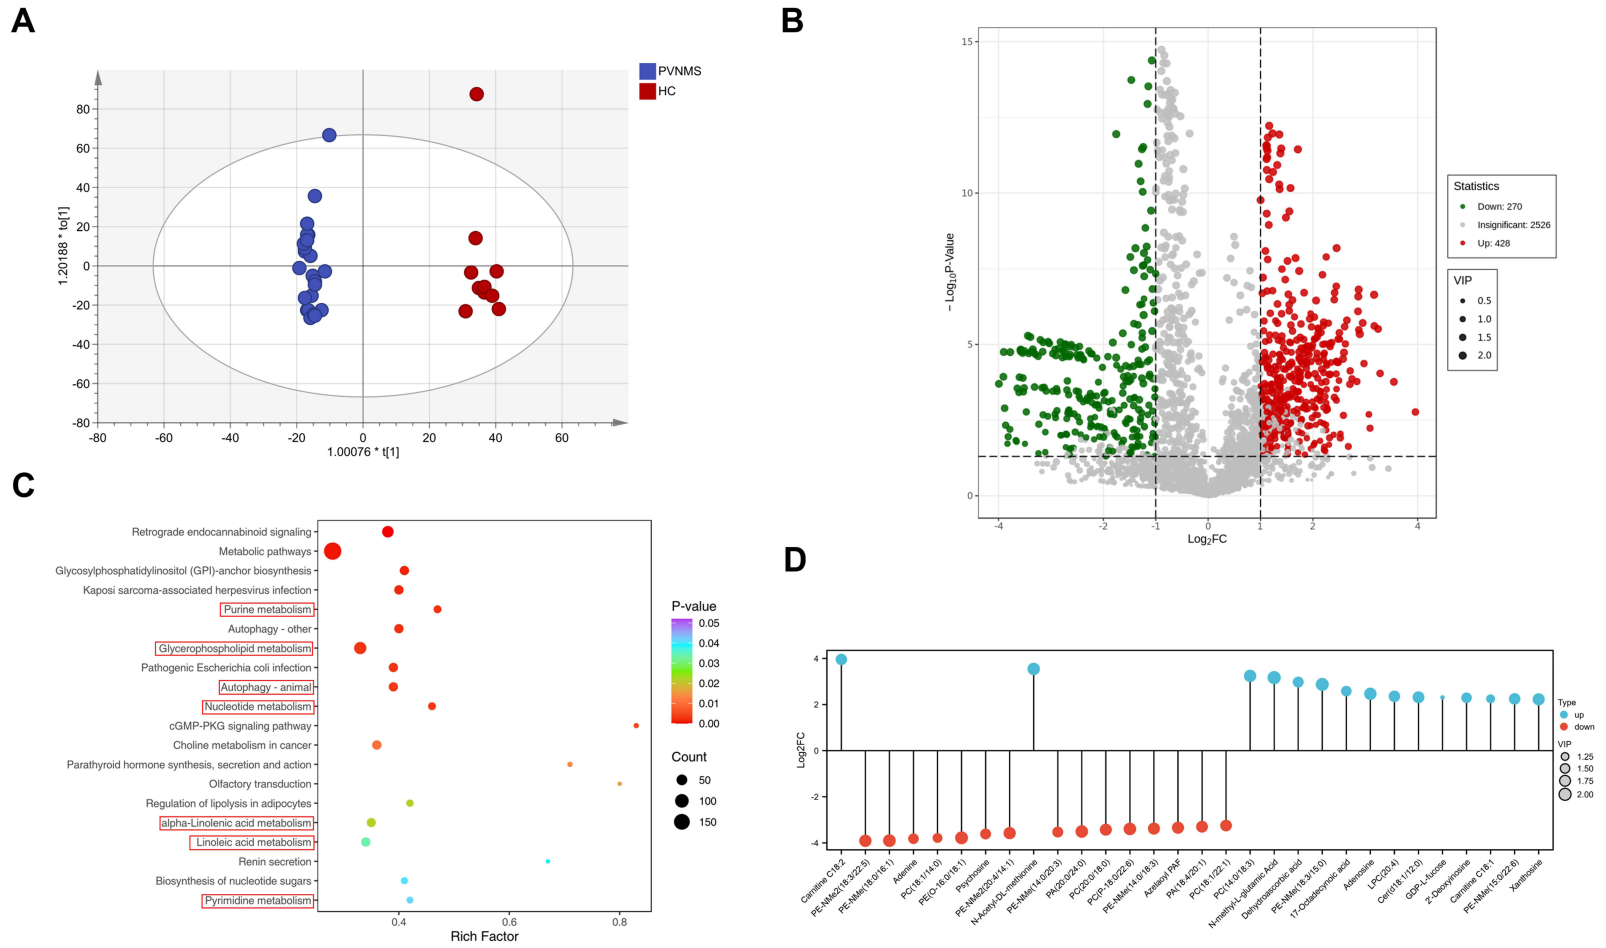 A
PVNMS
HC
80
60
40
20
0
-20
-40
-60
-80
1.20188 * to[1]
-80
-60
-40
-20
0
20
40
60
1.00076 * t[1]
B
15
10
5
0
− Log10P-Value
-4
-2
-1
0
1
2
4
Log2FC
Statistics
Down: 270
Insignificant: 2526
Up: 428
VIP
0.5
1.0
1.5
2.0
C
Retrograde endocannabinoid signaling
Metabolic pathways
Glycosylphosphatidylinositol (GPI)-anchor biosynthesis
Kaposi sarcoma-associated herpesvirus infection
Purine metabolism
Autophagy - other
Glycerophospholipid metabolism
Pathogenic Escherichia coli infection
Autophagy - animal
Nucleotide metabolism
cGMP-PKG signaling pathway
Choline metabolism in cancer
Parathyroid hormone synthesis, secretion and action
Olfactory transduction
Regulation of lipolysis in adipocytes
alpha-Linolenic acid metabolism
Linoleic acid metabolism
Renin secretion
Biosynthesis of nucleotide sugars
Pyrimidine metabolism
0.4
0.6
0.8
Rich Factor
P-value
0.05
0.04
0.03
0.02
0.01
0.00
Count
50
100
150
D
4
2
0
-2
-4
Log2FC
Carnitine C18:2
PE-NMe2(18:3/22:5)
PE-NMe(18:0/16:1)
Adenine
PC(18:1/14:0)
PE(O-16:0/18:1)
Psychosine
PE-NMe2(20:4/14:1)
N-Acetyl-DL-methionine
PE-NMe(14:0/20:3)
PA(20:0/24:0)
PC(20:0/18:0)
PC(P-18:0/22:6)
PE-NMe(14:0/18:3)
Azelaoyl PAF
PA(18:4/20:1)
PC(18:1/22:1)
PC(14:0/18:3)
N-methyl-L-glutamic Acid
Dehydroascorbic acid
PE-NMe(18:3/15:0)
17-Octadecynoic acid
Adenosine
LPC(20:4)
Cer(d18:1/12:0)
GDP-L-fucose
2'-Deoxyinosine
Carnitine C18:1
PE-NMe(15:0/22:6)
Xanthosine
Type
up
down
VIP
1.25
1.50
1.75
2.00